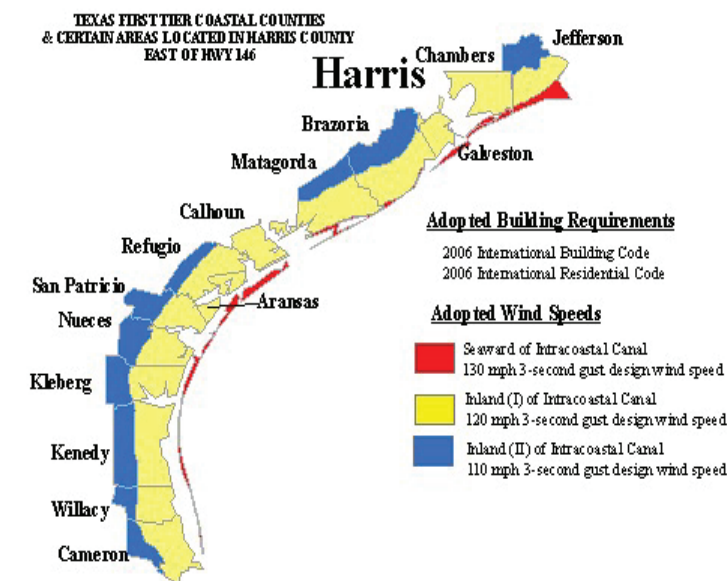 TEXAS FIRST TIER COASTAL COUNTIES
& CERTAIN AREAS LOCATED IN HARRIS COUNTY
EAST OF HWY 146
Jefferson
Chambers
Harris
Brazoria
Galveston
Matagorda
Calhoun
Refugio
San Patricio
Aransas
Nueces
Kleberg
Kenedy
Willacy
Cameron
Adopted Building Requirements
2006 International Building Code
2006 International Residential Code
Adopted Wind Speeds
Seaward of Intracoastal Canal
130 mph 3-second gust design wind speed
Inland (I) of Intracoastal Canal
120 mph 3-second gust design wind speed
Inland (II) of Intracoastal Canal
110 mph 3-second gust design wind speed